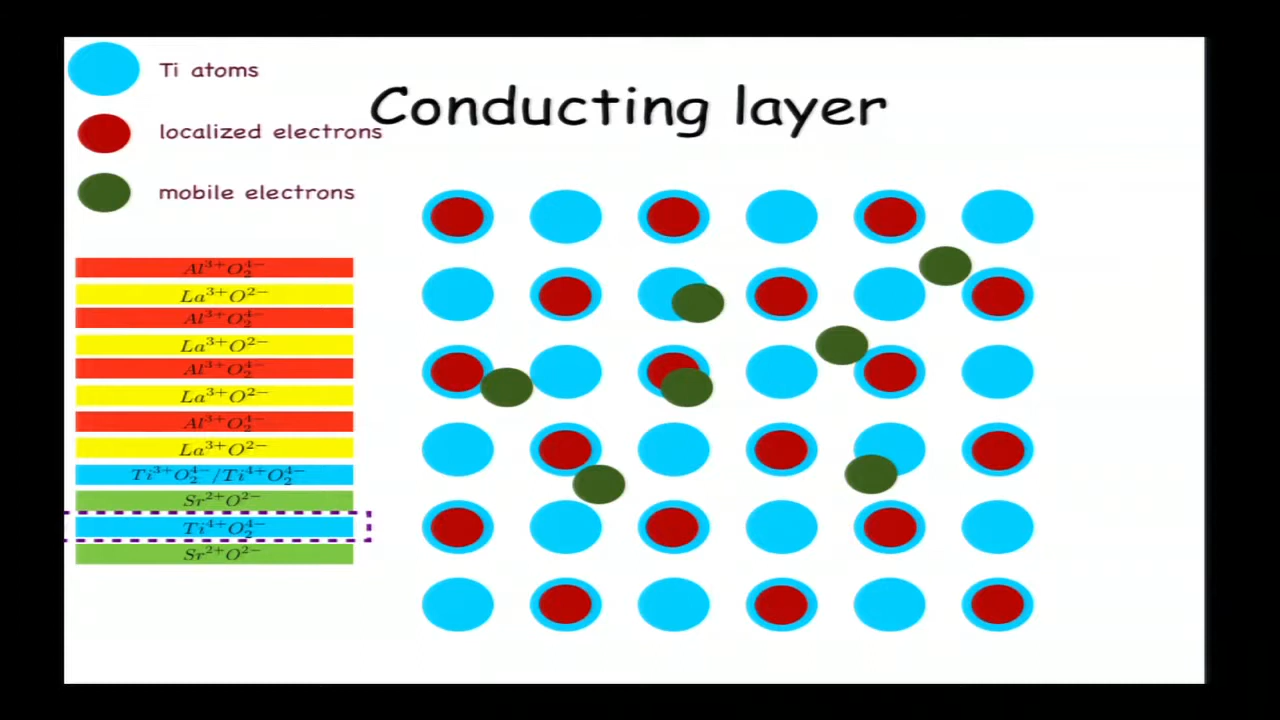 Ti atoms
Conducting layer
localized electrons
mobile electrons
Al³⁺O₂⁴⁻
La³⁺O²⁻
Al³⁺O₂⁴⁻
La³⁺O²⁻
Al³⁺O₂⁴⁻
La³⁺O²⁻
Al³⁺O₂⁴⁻
La³⁺O²⁻
Ti³⁺O₂⁴⁻/Ti⁴⁺O₂⁴⁻
Sr²⁺O²⁻
Ti⁴⁺O₂⁴⁻
Sr²⁺O²⁻